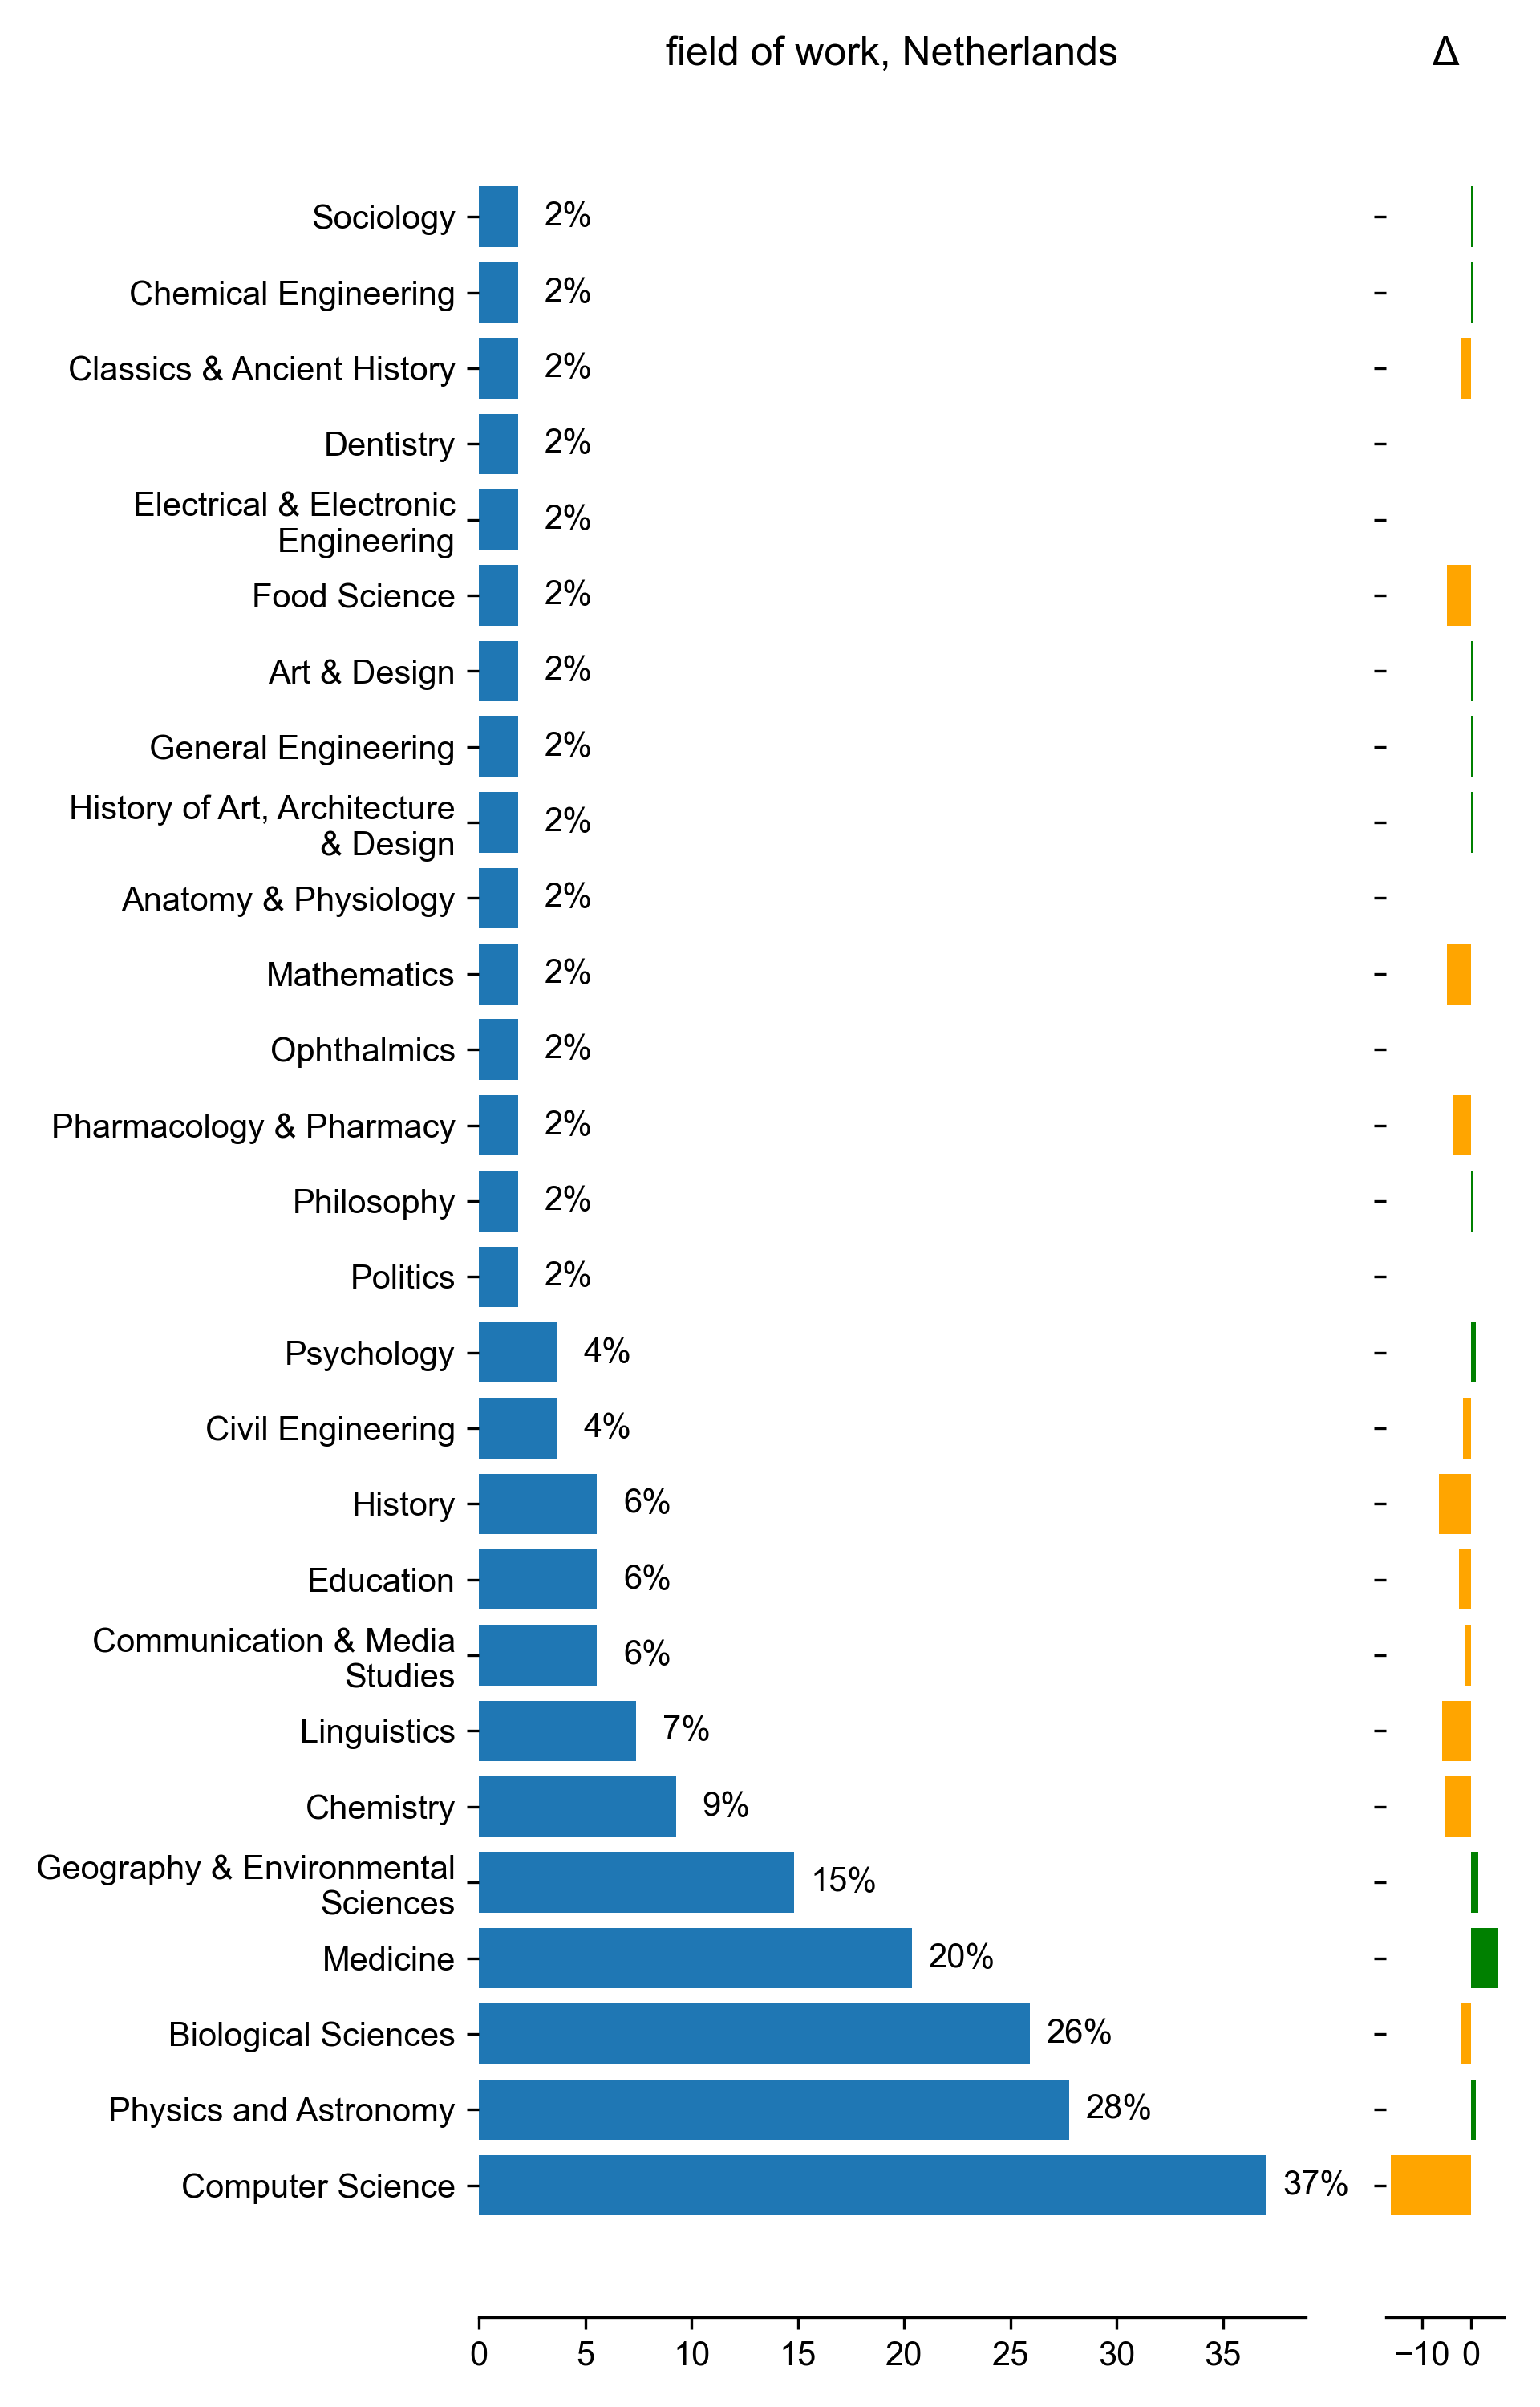 field of work, Netherlands Δ
Sociology 2%
Chemical Engineering 2%
Classics & Ancient History 2%
Dentistry 2%
Electrical & Electronic
Engineering 2%
Food Science 2%
Art & Design 2%
General Engineering 2%
History of Art, Architecture
& Design 2%
Anatomy & Physiology 2%
Mathematics 2%
Ophthalmics 2%
Pharmacology & Pharmacy 2%
Philosophy 2%
Politics 2%
Psychology 4%
Civil Engineering 4%
History 6%
Education 6%
Communication & Media
Studies 6%
Linguistics 7%
Chemistry 9%
Geography & Environmental
Sciences 15%
Medicine 20%
Biological Sciences 26%
Physics and Astronomy 28%
Computer Science 37%
0 5 10 15 20 25 30 35 −10 0